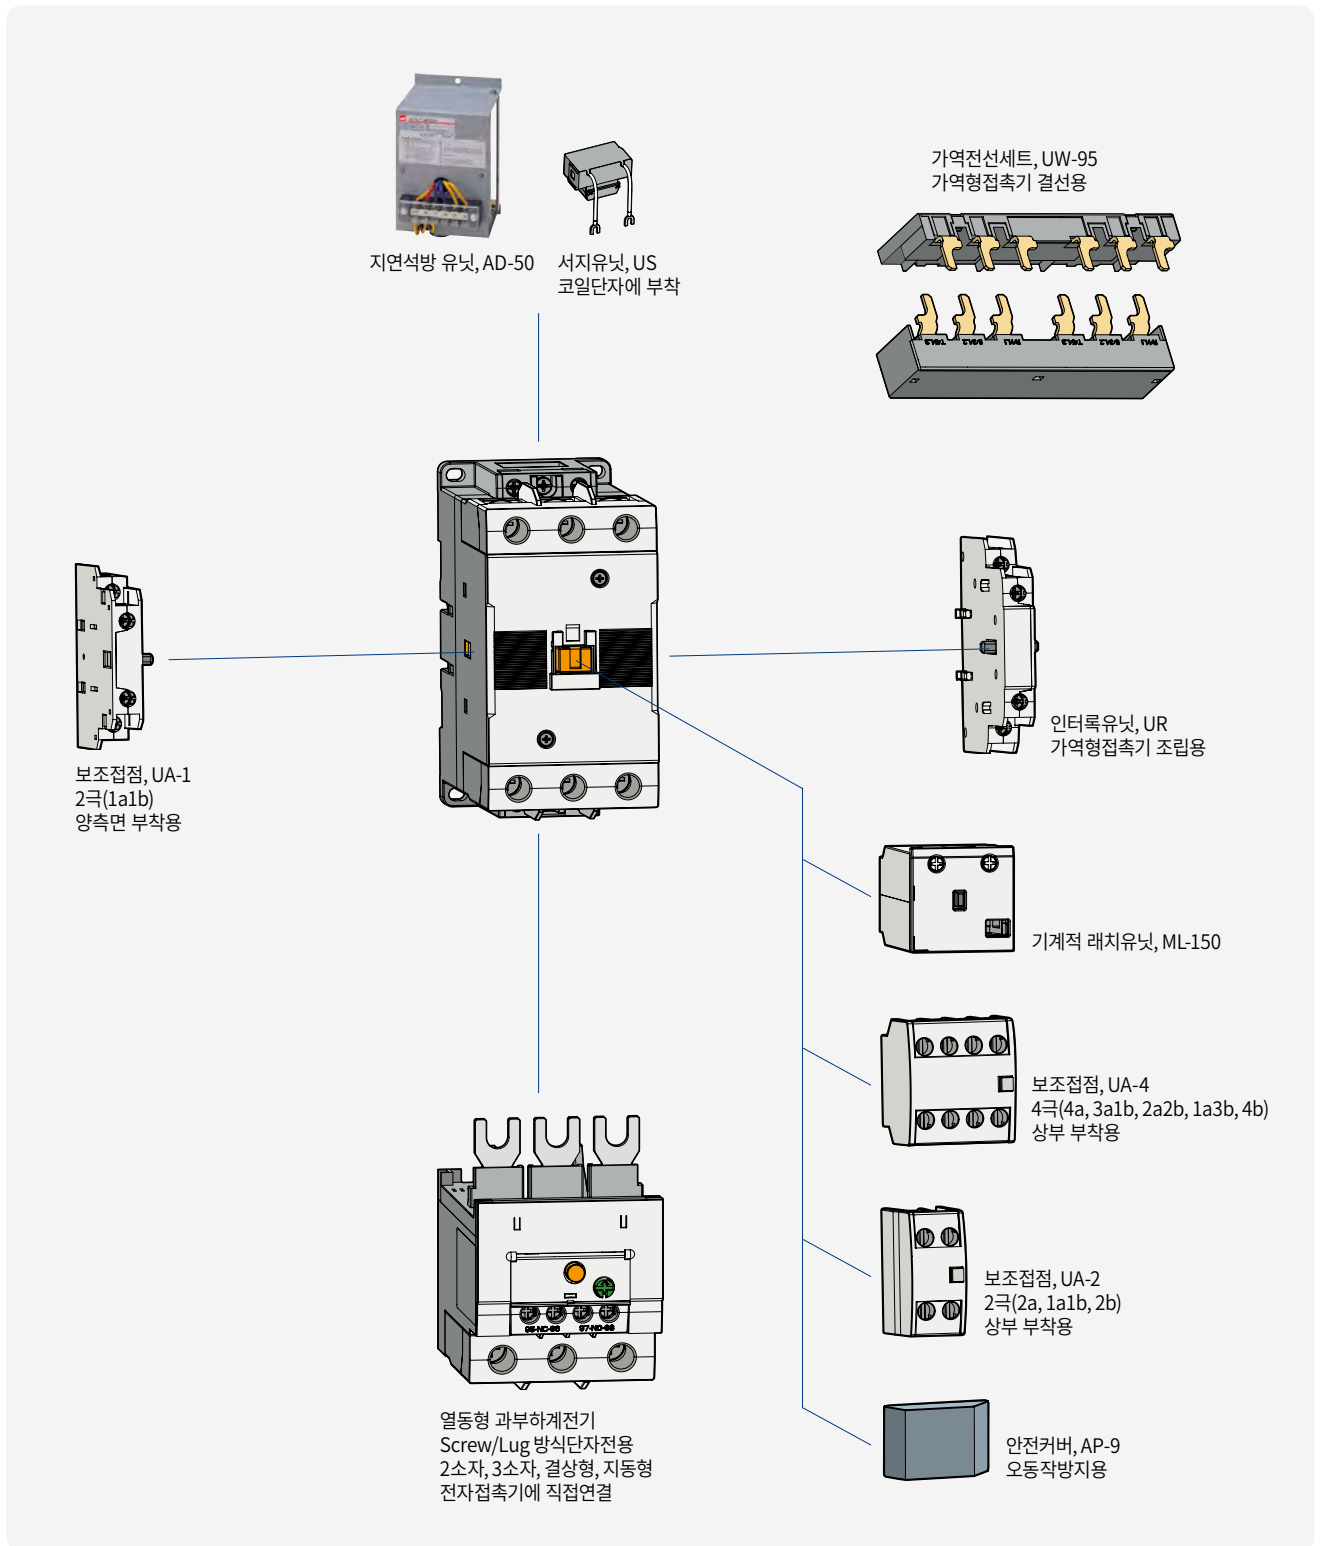 지연석방 유닛, AD-50
서지유닛, US
코일단자에 부착
가역전선세트, UW-95
가역형접촉기 결선용
보조접점, UA-1
2극(1a1b)
양측면 부착용
인터록유닛, UR
가역형접촉기 조립용
기계적 래치유닛, ML-150
보조접점, UA-4
4극(4a, 3a1b, 2a2b, 1a3b, 4b)
상부 부착용
보조접점, UA-2
2극(2a, 1a1b, 2b)
상부 부착용
95-NC-96 97-NO-98
열동형 과부하계전기
Screw/Lug 방식단자전용
2소자, 3소자, 결상형, 지동형
전자접촉기에 직접연결
안전커버, AP-9
오동작방지용